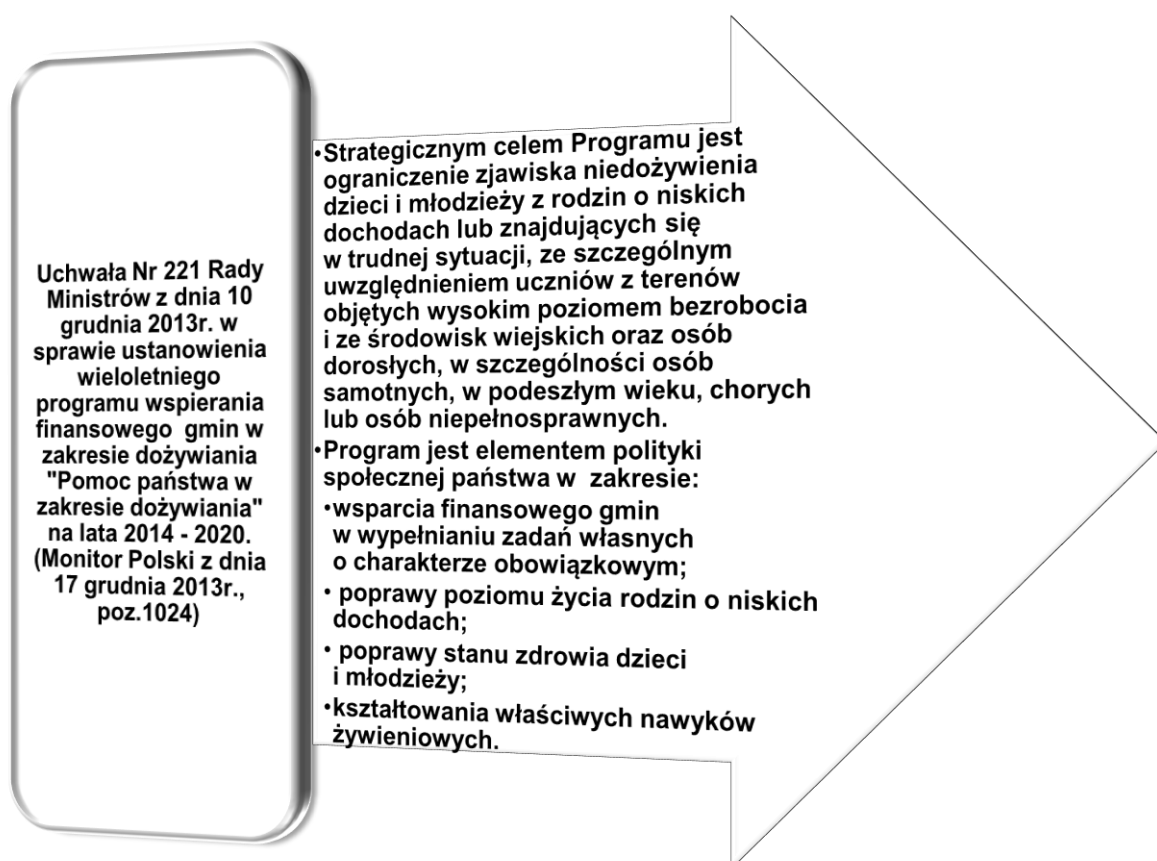 Uchwała Nr 221 Rady
Ministrów z dnia 10
grudnia 2013r. w
sprawie ustanowienia
wieloletniego
programu wspierania
finansowego gmin w
zakresie dożywiania
"Pomoc państwa w
zakresie dożywiania"
na lata 2014 - 2020.
(Monitor Polski z dnia
17 grudnia 2013r.,
poz.1024)
•Strategicznym celem Programu jest
ograniczenie zjawiska niedożywienia
dzieci i młodzieży z rodzin o niskich
dochodach lub znajdujących się
w trudnej sytuacji, ze szczególnym
uwzględnieniem uczniów z terenów
objętych wysokim poziomem bezrobocia
i ze środowisk wiejskich oraz osób
dorosłych, w szczególności osób
samotnych, w podeszłym wieku, chorych
lub osób niepełnosprawnych.
•Program jest elementem polityki
społecznej państwa w zakresie:
•wsparcia finansowego gmin
w wypełnianiu zadań własnych
o charakterze obowiązkowym;
• poprawy poziomu życia rodzin o niskich
dochodach;
• poprawy stanu zdrowia dzieci
i młodzieży;
•kształtowania właściwych nawyków
żywieniowych.